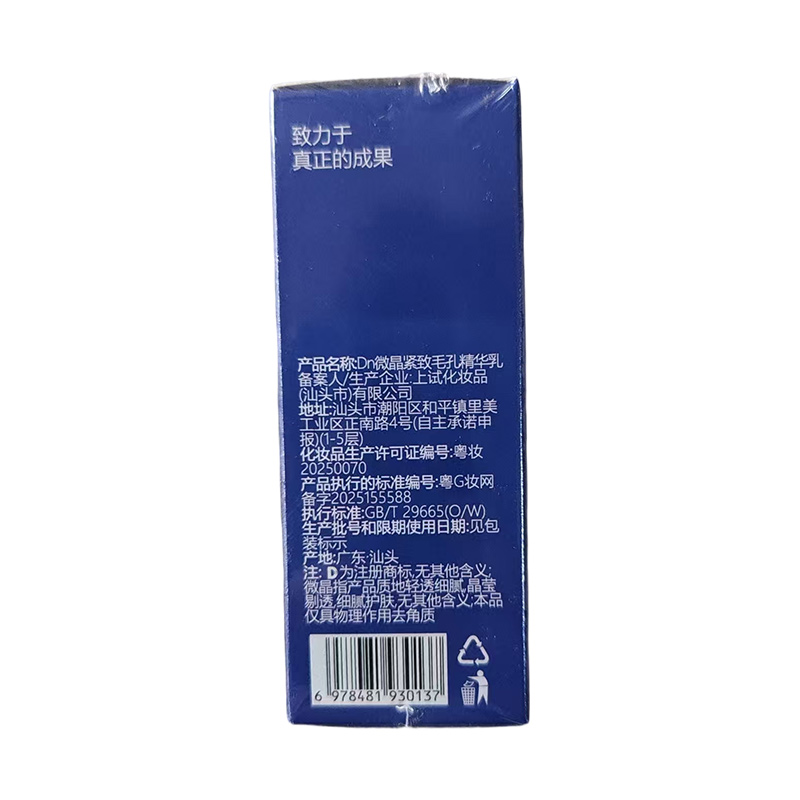 致力于
真正的成果
产品名称:Dn微晶紧致毛孔精华乳
备案人/生产企业:上试化妆品
(汕头市)有限公司
地址:汕头市潮阳区和平镇里美
工业区正南路4号(自主承诺申
报)(1-5层)
化妆品生产许可证编号:粤妆
20250070
产品执行的标准编号:粤G妆网
备字2025155588
执行标准:GB/T 29665(O/W)
生产批号和限期使用日期:见包
装标示
产地:广东·汕头
注: D为注册商标,无其他含义;
微晶指产品质地轻透细腻,晶莹
剔透,细腻护肤,无其他含义;本品
仅具物理作用去角质
6 978481 930137